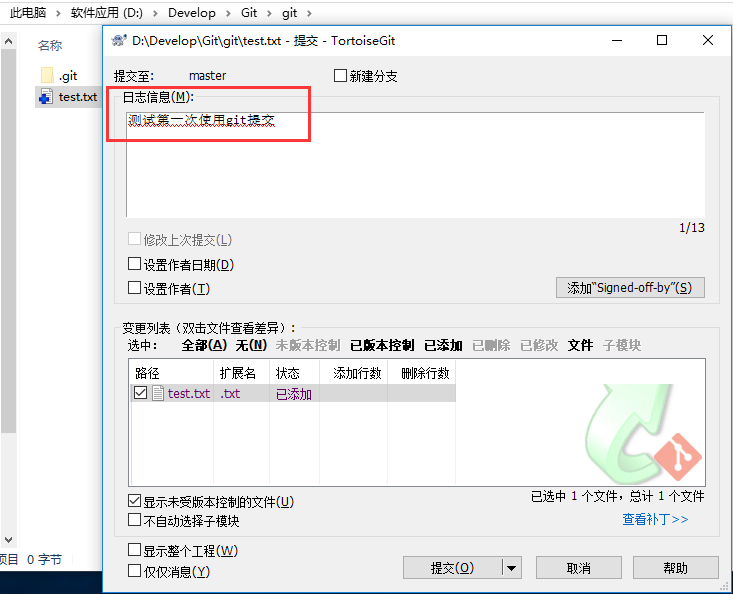 此电脑 > 软件应用 (D:) > Develop > Git > git >
名称
.git
test.txt
D:\Develop\Git\git\test.txt - 提交 - TortoiseGit
提交至: master 新建分支
日志信息(M):
测试第一次使用git提交
1/13
修改上次提交(L)
设置作者日期(D)
设置作者(T)
添加“Signed-off-by”(S)
变更列表（双击文件查看差异）:
选中: 全部(A) 无(N) 未版本控制 已版本控制 已添加 已删除 已修改 文件 子模块
路径 扩展名 状态 添加行数 删除行数
test.txt .txt 已添加
已选中 1 个文件，总计 1 个文件
显示未受版本控制的文件(U)
不自动选择子模块
查看补丁>>
显示整个工程(W)
仅仅消息(Y)
提交(O) 取消 帮助
项目 0 字节